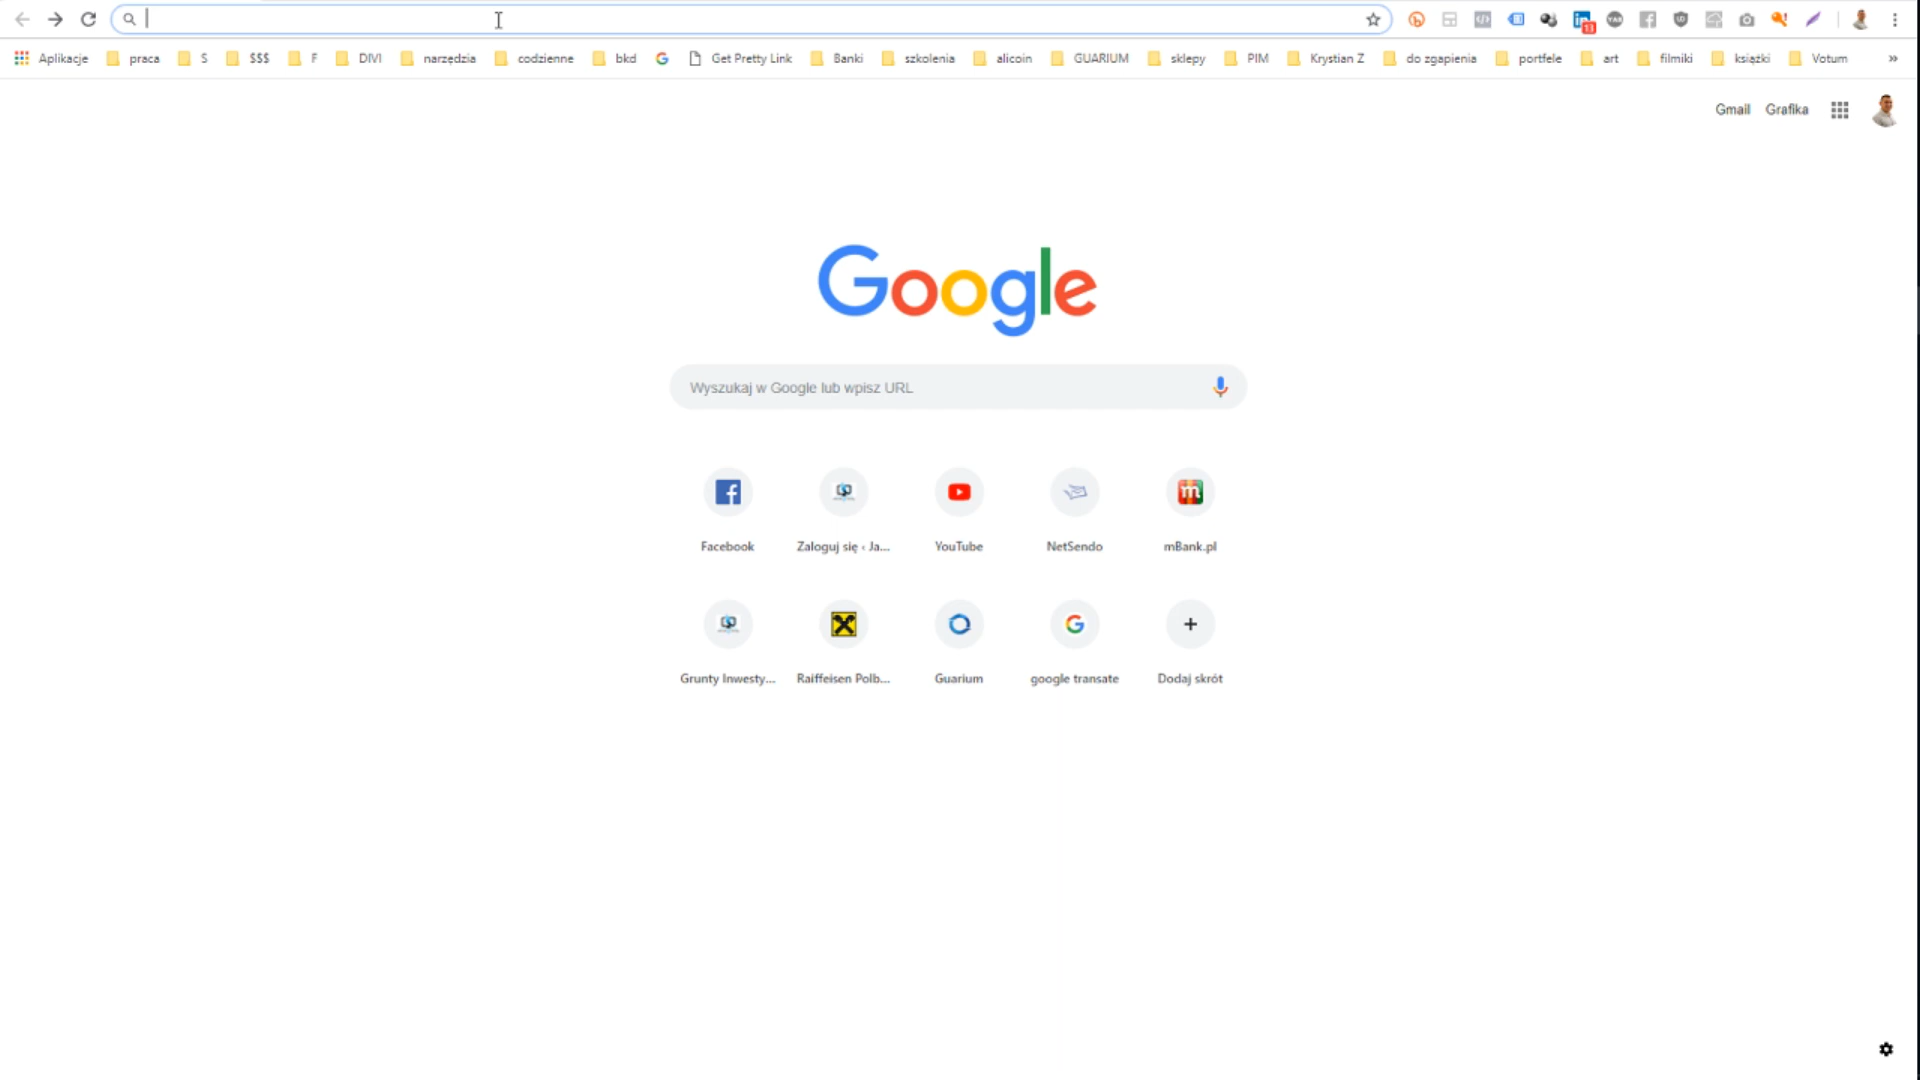 13
Aplikacje praca S $$$ F DIVI narzędzia codzienne bkd Get Pretty Link Banki szkolenia alicoin GUARIUM sklepy PIM Krystian Z do zgapienia portfele art filmiki książki Votum »
Gmail Grafika
Google
Wyszukaj w Google lub wpisz URL
Facebook Zaloguj się ‹ Ja... YouTube NetSendo mBank.pl
Grunty Inwesty... Raiffeisen Polb... Guarium google transate Dodaj skrót